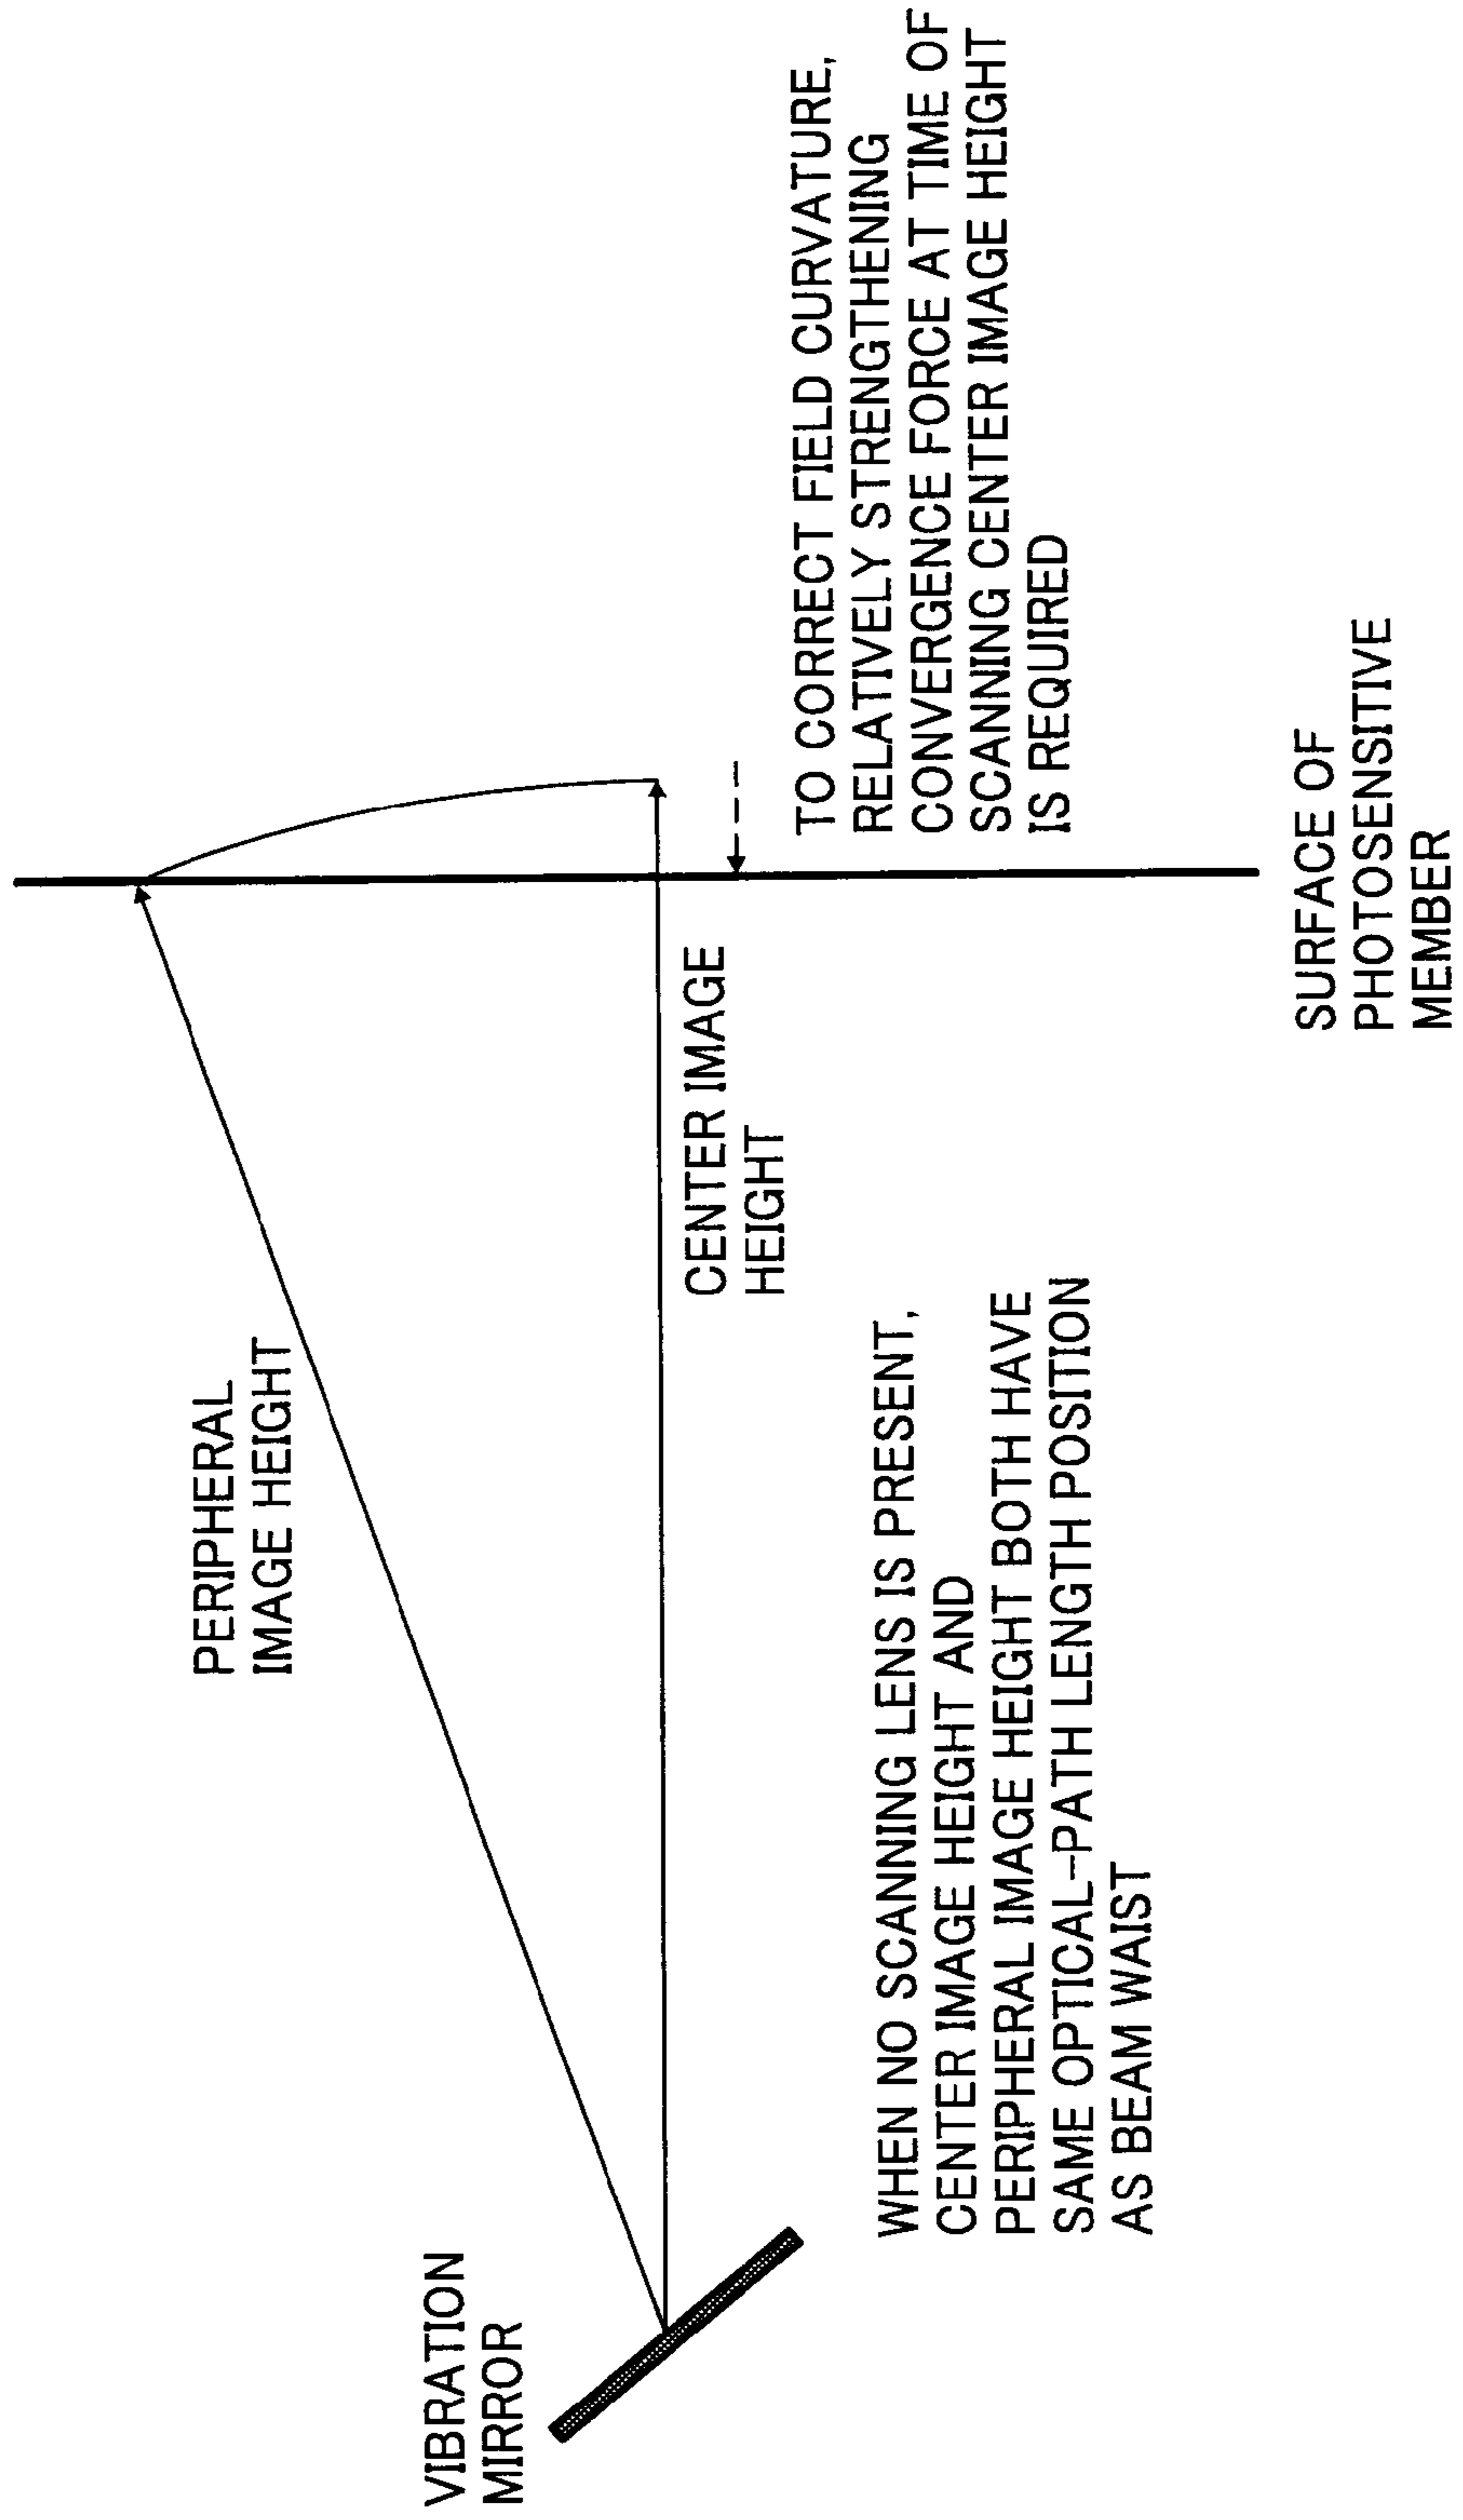 VIBRATION
MIRROR
PERIPHERAL
IMAGE HEIGHT
CENTER IMAGE
HEIGHT
WHEN NO SCANNING LENS IS PRESENT,
CENTER IMAGE HEIGHT AND
PERIPHERAL IMAGE HEIGHT BOTH HAVE
SAME OPTICAL-PATH LENGTH POSITION
AS BEAM WAIST
TO CORRECT FIELD CURVATURE,
RELATIVELY STRENGTHENING
CONVERGENCE FORCE AT TIME OF
SCANNING CENTER IMAGE HEIGHT
IS REQUIRED
SURFACE OF
PHOTOSENSITIVE
MEMBER